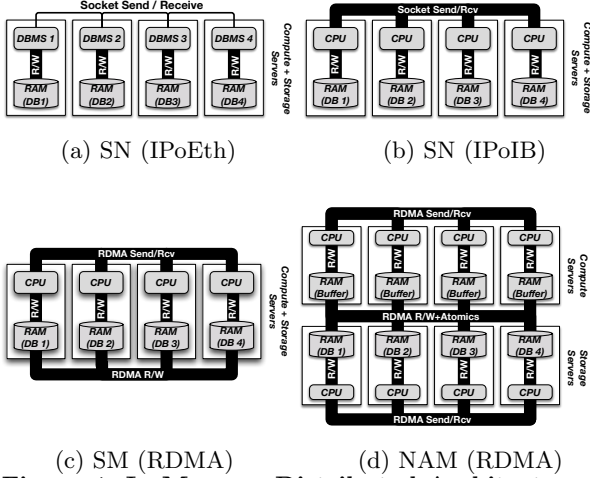 Socket Send / Receive
DBMS 1 DBMS 2 DBMS 3 DBMS 4
R/W R/W R/W R/W
RAM (DB1) RAM (DB2) RAM (DB3) RAM (DB4)
Compute + Storage Servers
(a) SN (IPoEth)
Socket Send/Rcv
CPU CPU CPU CPU
R/W R/W R/W R/W
RAM (DB 1) RAM (DB 2) RAM (DB 3) RAM (DB 4)
Compute + Storage Servers
(b) SN (IPoIB)
RDMA Send/Rcv
CPU CPU CPU CPU
R/W R/W R/W R/W
RAM (DB 1) RAM (DB 2) RAM (DB 3) RAM (DB 4)
RDMA R/W
Compute + Storage Servers
(c) SM (RDMA)
RDMA Send/Rcv
CPU CPU CPU CPU
R/W R/W R/W R/W
RAM (Buffer) RAM (Buffer) RAM (Buffer) RAM (Buffer)
Compute Servers
RDMA R/W+Atomics
RAM (DB 1) RAM (DB 2) RAM (DB 3) RAM (DB 4)
R/W R/W R/W R/W
CPU CPU CPU CPU
Storage Servers
RDMA Send/Rcv
(d) NAM (RDMA)